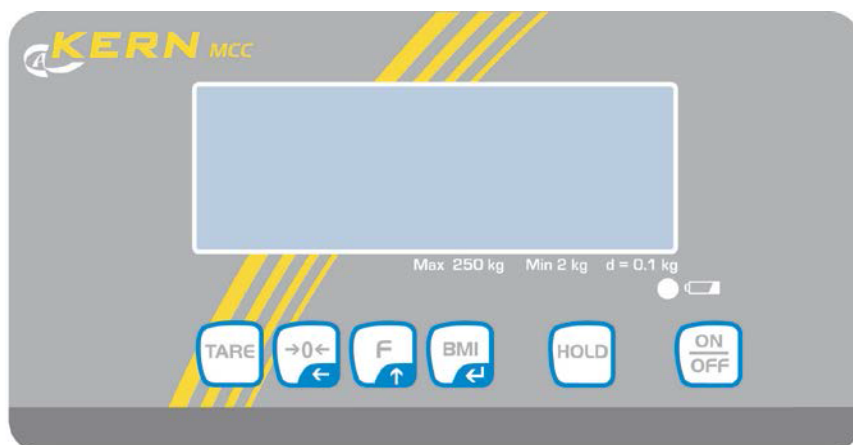 KERN MCC
Max 250 kg Min 2 kg d = 0.1 kg
TARE →0← F BMI HOLD ON
OFF